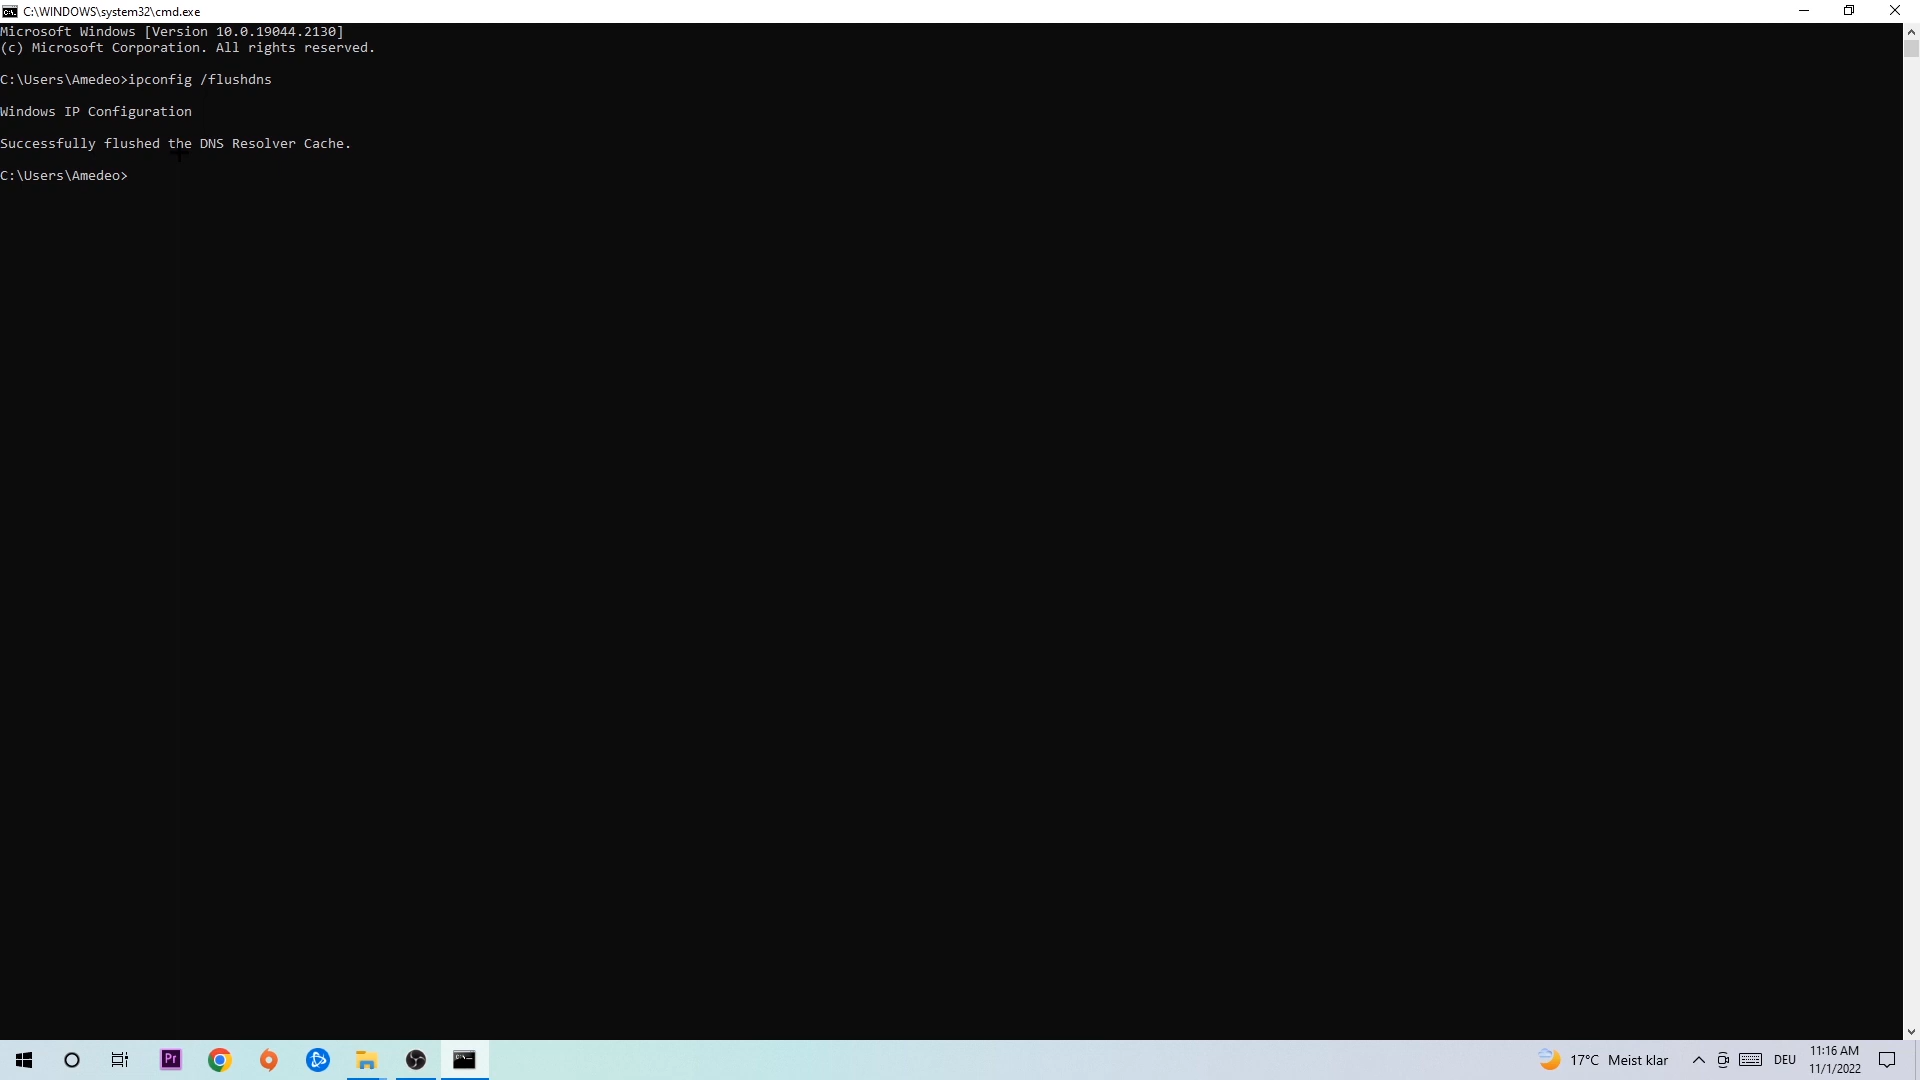 C:\WINDOWS\system32\cmd.exe
Microsoft Windows [Version 10.0.19044.2130]
(c) Microsoft Corporation. All rights reserved.
C:\Users\Amedeo>ipconfig /flushdns
Windows IP Configuration
Successfully flushed the DNS Resolver Cache.
C:\Users\Amedeo>
Pr
17°C Meist klar
DEU
11:16 AM
11/1/2022